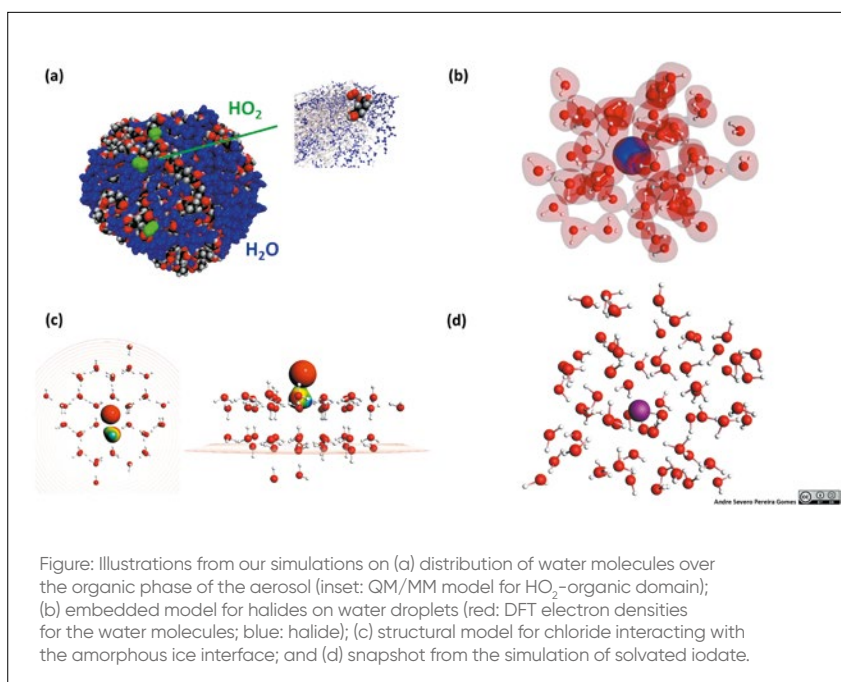 (a)
HO₂
H₂O
(b)
(c)
(d)
Andre Severo Pereira Gomes
Figure: Illustrations from our simulations on (a) distribution of water molecules over
the organic phase of the aerosol (inset: QM/MM model for HO₂-organic domain);
(b) embedded model for halides on water droplets (red: DFT electron densities
for the water molecules; blue: halide); (c) structural model for chloride interacting with
the amorphous ice interface; and (d) snapshot from the simulation of solvated iodate.